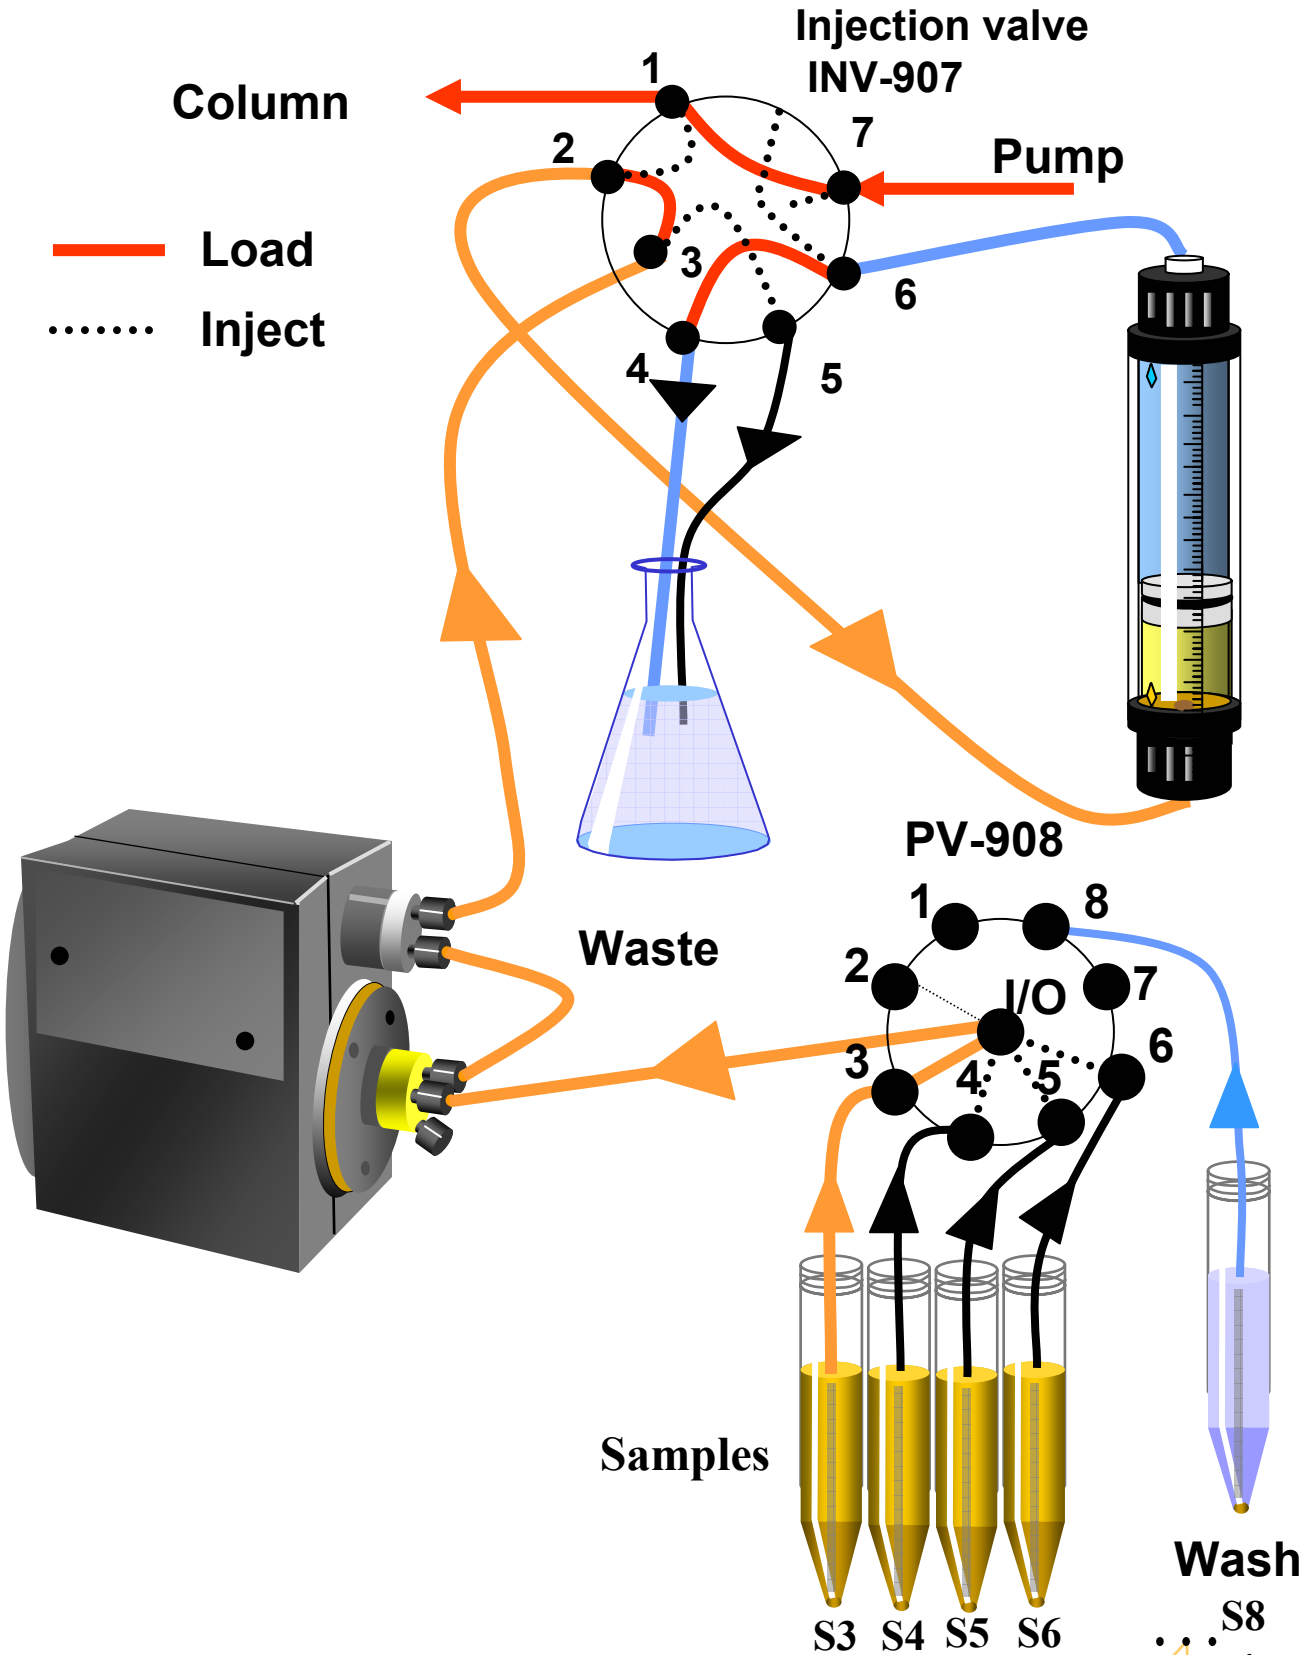 Injection valve
INV-907
1
Column
7
2
Pump
Load
3
6
Inject
4
5
PV-908
1
8
Waste
2
7
I/O
3
4
5
6
Samples
Wash
S3
S4
S5
S6
S8